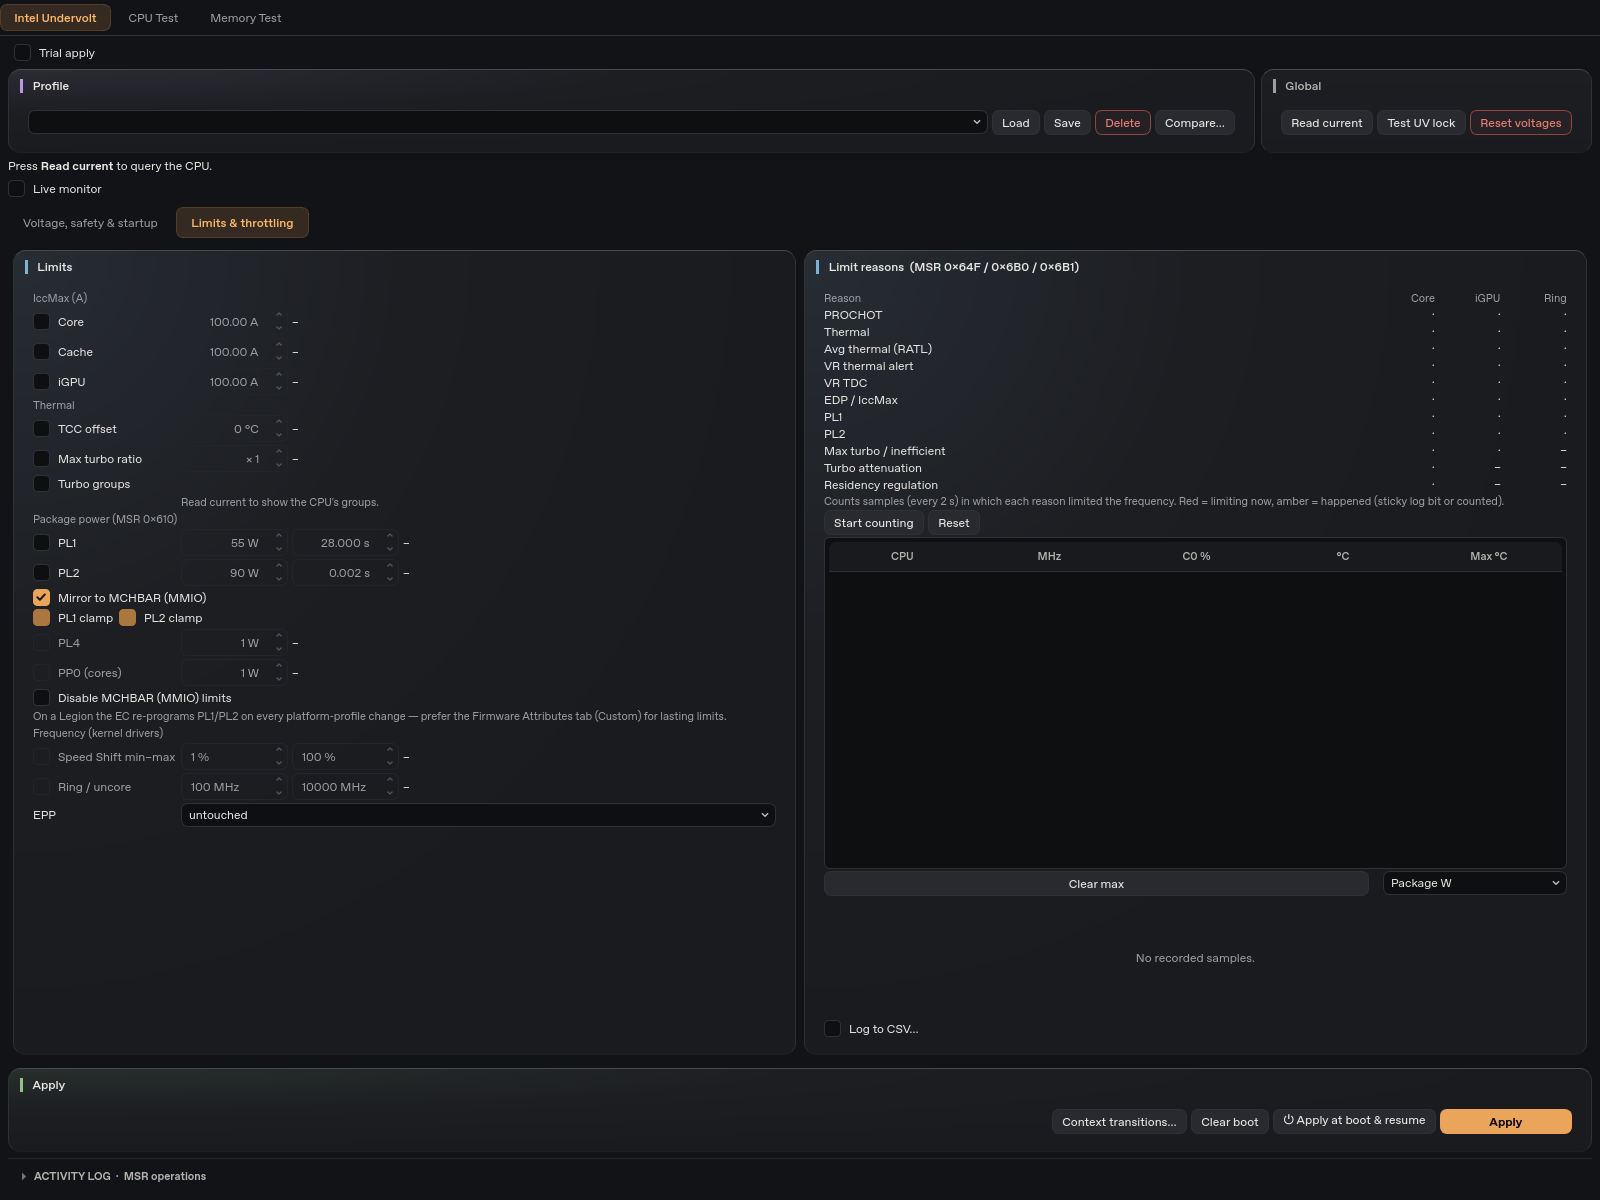 Intel Undervolt CPU Test Memory Test
Trial apply
Profile
Load Save Delete Compare...
Global
Read current Test UV lock Reset voltages
Press Read current to query the CPU.
Live monitor
Voltage, safety & startup Limits & throttling
Limits
IccMax (A)
Core 100.00 A –
Cache 100.00 A –
iGPU 100.00 A –
Thermal
TCC offset 0 °C –
Max turbo ratio ×1 –
Turbo groups
Read current to show the CPU's groups.
Package power (MSR 0×610)
PL1 55 W 28.000 s –
PL2 90 W 0.002 s –
Mirror to MCHBAR (MMIO)
PL1 clamp PL2 clamp
PL4 1 W –
PP0 (cores) 1 W –
Disable MCHBAR (MMIO) limits
On a Legion the EC re-programs PL1/PL2 on every platform-profile change — prefer the Firmware Attributes tab (Custom) for lasting limits.
Frequency (kernel drivers)
Speed Shift min–max 1 % 100 % –
Ring / uncore 100 MHz 10000 MHz –
EPP untouched
Limit reasons (MSR 0×64F / 0×6B0 / 0×6B1)
Reason Core iGPU Ring
PROCHOT · · ·
Thermal · · ·
Avg thermal (RATL) · · ·
VR thermal alert · · ·
VR TDC · · ·
EDP / IccMax · · ·
PL1 · · ·
PL2 · · ·
Max turbo / inefficient · · –
Turbo attenuation · – –
Residency regulation · – –
Counts samples (every 2 s) in which each reason limited the frequency. Red = limiting now, amber = happened (sticky log bit or counted).
Start counting Reset
CPU MHz C0 % °C Max °C
Clear max Package W
No recorded samples.
Log to CSV...
Apply
Context transitions... Clear boot ⏻ Apply at boot & resume Apply
ACTIVITY LOG · MSR operations